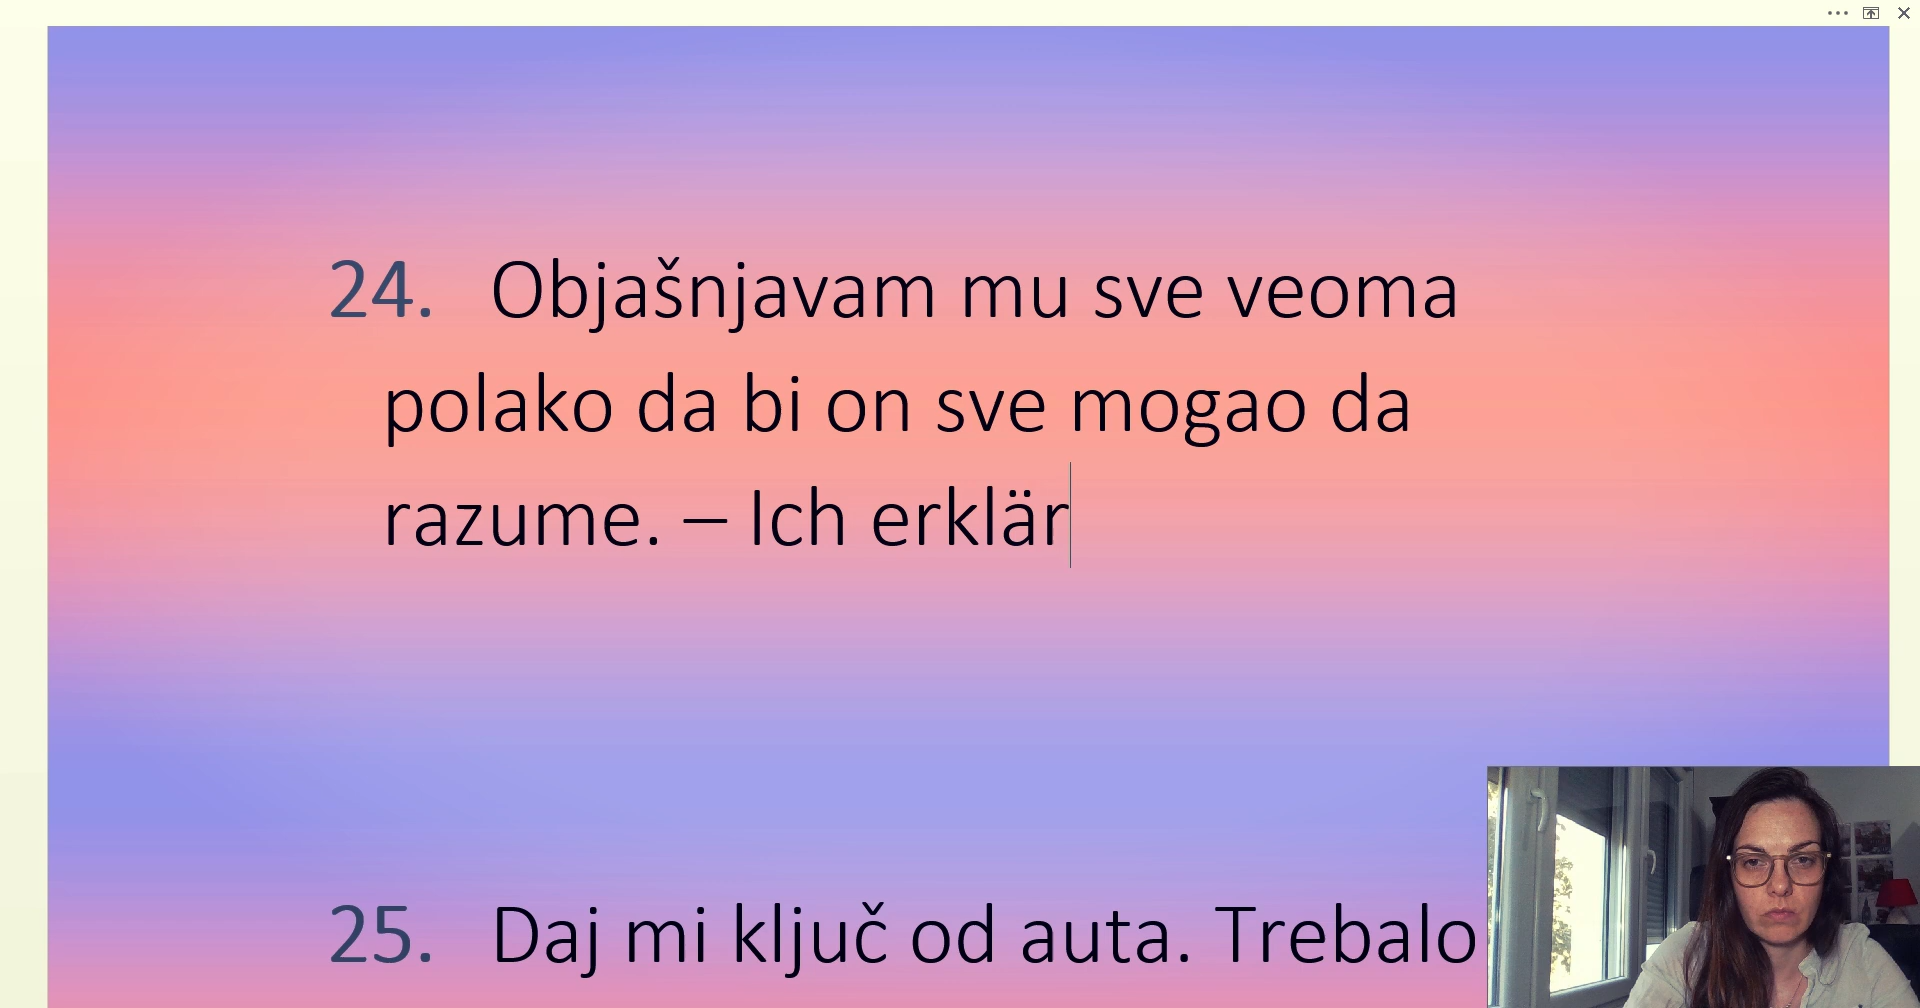 24. Objašnjavam mu sve veoma
polako da bi on sve mogao da
razume. – Ich erklär
25. Daj mi ključ od auta. Trebalo